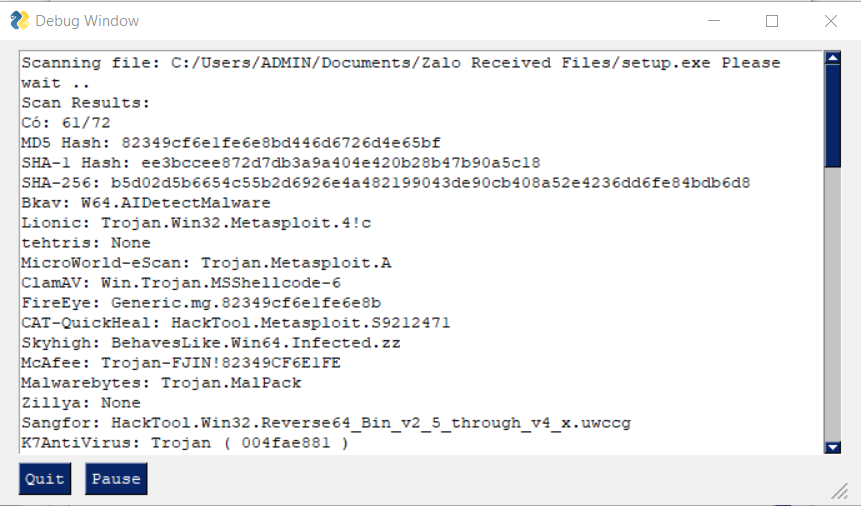 Debug Window
Scanning file: C:/Users/ADMIN/Documents/Zalo Received Files/setup.exe Please
wait ..
Scan Results:
Có: 61/72
MD5 Hash: 82349cf6e1fe6e8bd446d6726d4e65bf
SHA-1 Hash: ee3bccee872d7db3a9a404e420b28b47b90a5c18
SHA-256: b5d02d5b6654c55b2d6926e4a482199043de90cb408a52e4236dd6fe84bdb6d8
Bkav: W64.AIDetectMalware
Lionic: Trojan.Win32.Metasploit.4!c
tehtris: None
MicroWorld-eScan: Trojan.Metasploit.A
ClamAV: Win.Trojan.MSShellcode-6
FireEye: Generic.mg.82349cf6e1fe6e8b
CAT-QuickHeal: HackTool.Metasploit.S9212471
Skyhigh: BehavesLike.Win64.Infected.zz
McAfee: Trojan-FJIN!82349CF6E1FE
Malwarebytes: Trojan.MalPack
Zillya: None
Sangfor: HackTool.Win32.Reverse64_Bin_v2_5_through_v4_x.uwccg
K7AntiVirus: Trojan ( 004fae881 )
Quit Pause